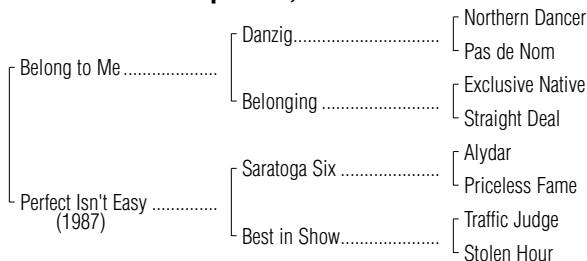 Northern Dancer
Danzig
Pas de Nom
Belong to Me
Exclusive Native
Belonging
Straight Deal
Alydar
Saratoga Six
Priceless Fame
Perfect Isn't Easy
(1987)
Traffic Judge
Best in Show
Stolen Hour